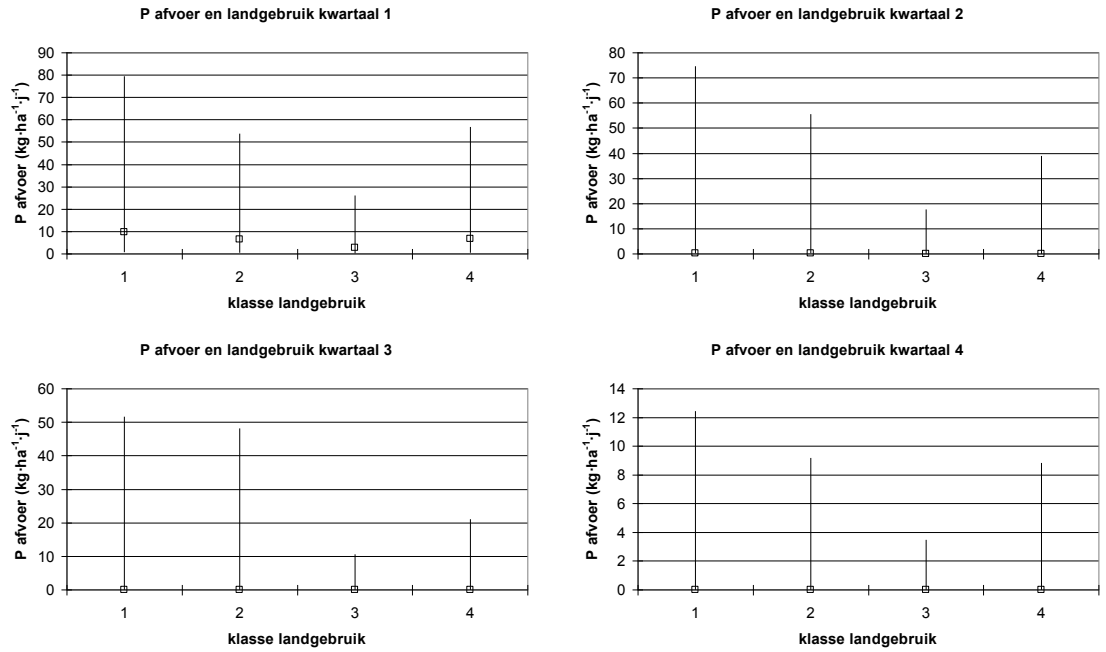 P afvoer en landgebruik kwartaal 1
P afvoer (kg·ha⁻¹·j⁻¹)
90
80
70
60
50
40
30
20
10
0
1 2 3 4
klasse landgebruik
P afvoer en landgebruik kwartaal 2
P afvoer (kg·ha⁻¹·j⁻¹)
80
70
60
50
40
30
20
10
0
1 2 3 4
klasse landgebruik
P afvoer en landgebruik kwartaal 3
P afvoer (kg·ha⁻¹·j⁻¹)
60
50
40
30
20
10
0
1 2 3 4
klasse landgebruik
P afvoer en landgebruik kwartaal 4
P afvoer (kg·ha⁻¹·j⁻¹)
14
12
10
8
6
4
2
0
1 2 3 4
klasse landgebruik